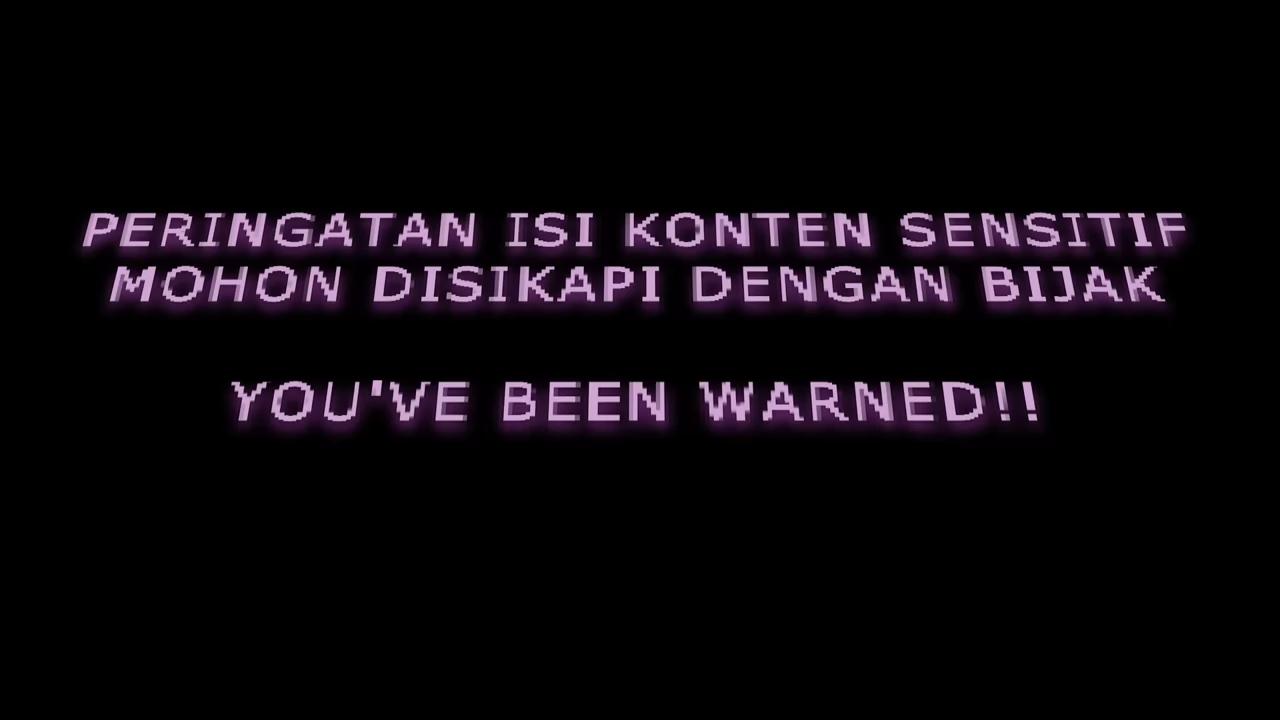 PERINGATAN ISI KONTEN SENSITIF
MOHON DISIKAPI DENGAN BIJAK
YOU'VE BEEN WARNED!!